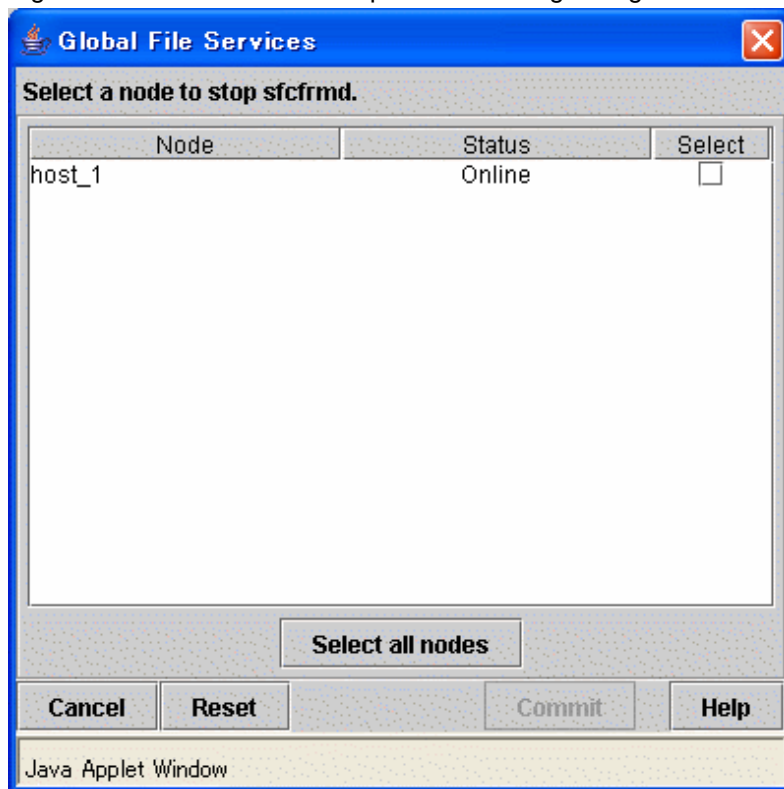 Global File Services
Select a node to stop sfcfrmd.
Node Status Select
host_1 Online
Select all nodes
Cancel Reset Commit Help
Java Applet Window